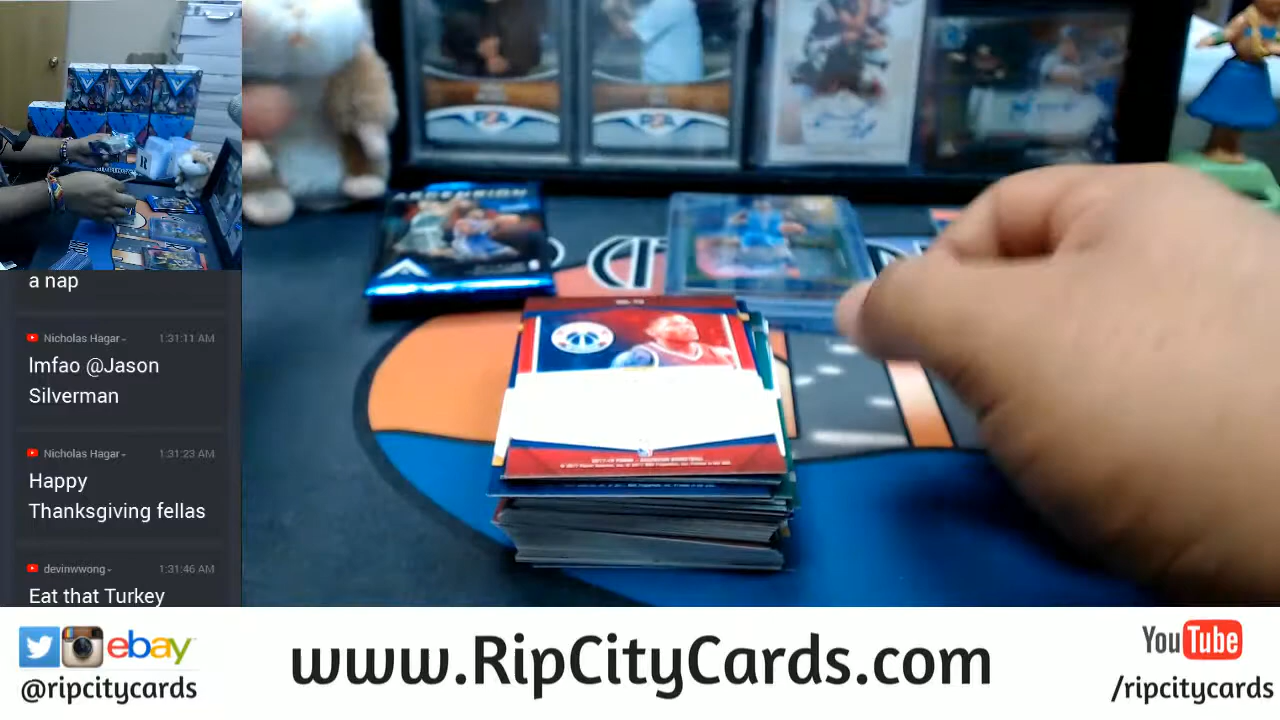 a nap
Nicholas Hagar- 1:31:11 AM
lmfao @Jason
Silverman
Nicholas Hagar- 1:31:23 AM
Happy
Thanksgiving fellas
devinwwong- 1:31:46 AM
Eat that Turkey
ASCENSION
ebay
@ripcitycards
www.RipCityCards.com
YouTube
/ripcitycards